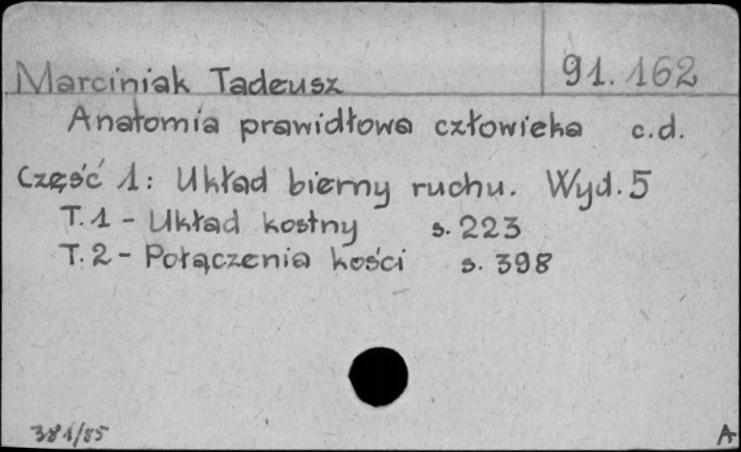 Marciniak Tadeusz 91.162
Anatomia prawidłowa człowieka c.d.
Część 1: Układ bierny ruchu. Wyd. 5
T. 1 - Układ kostny s. 223
T. 2 - Połączenia kości s. 398
381/85 A